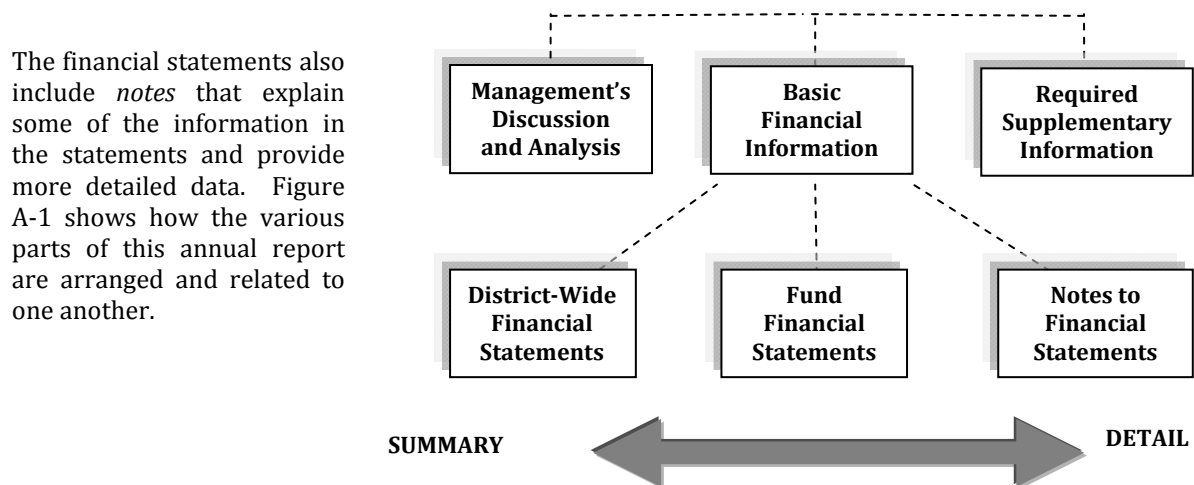 The financial statements also
include notes that explain
some of the information in
the statements and provide
more detailed data. Figure
A-1 shows how the various
parts of this annual report
are arranged and related to
one another.
Management's
Discussion
and Analysis
Basic
Financial
Information
Required
Supplementary
Information
District-Wide
Financial
Statements
Fund
Financial
Statements
Notes to
Financial
Statements
SUMMARY
DETAIL